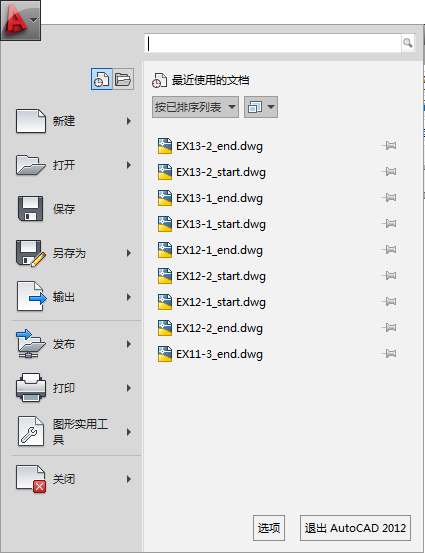 最近使用的文档
按已排序列表
新建
打开
保存
另存为
输出
发布
打印
图形实用工
具
关闭
EX13-2_end.dwg
EX13-2_start.dwg
EX13-1_end.dwg
EX13-1_start.dwg
EX12-1_end.dwg
EX12-2_start.dwg
EX12-1_start.dwg
EX12-2_end.dwg
EX11-3_end.dwg
选项
退出 AutoCAD 2012